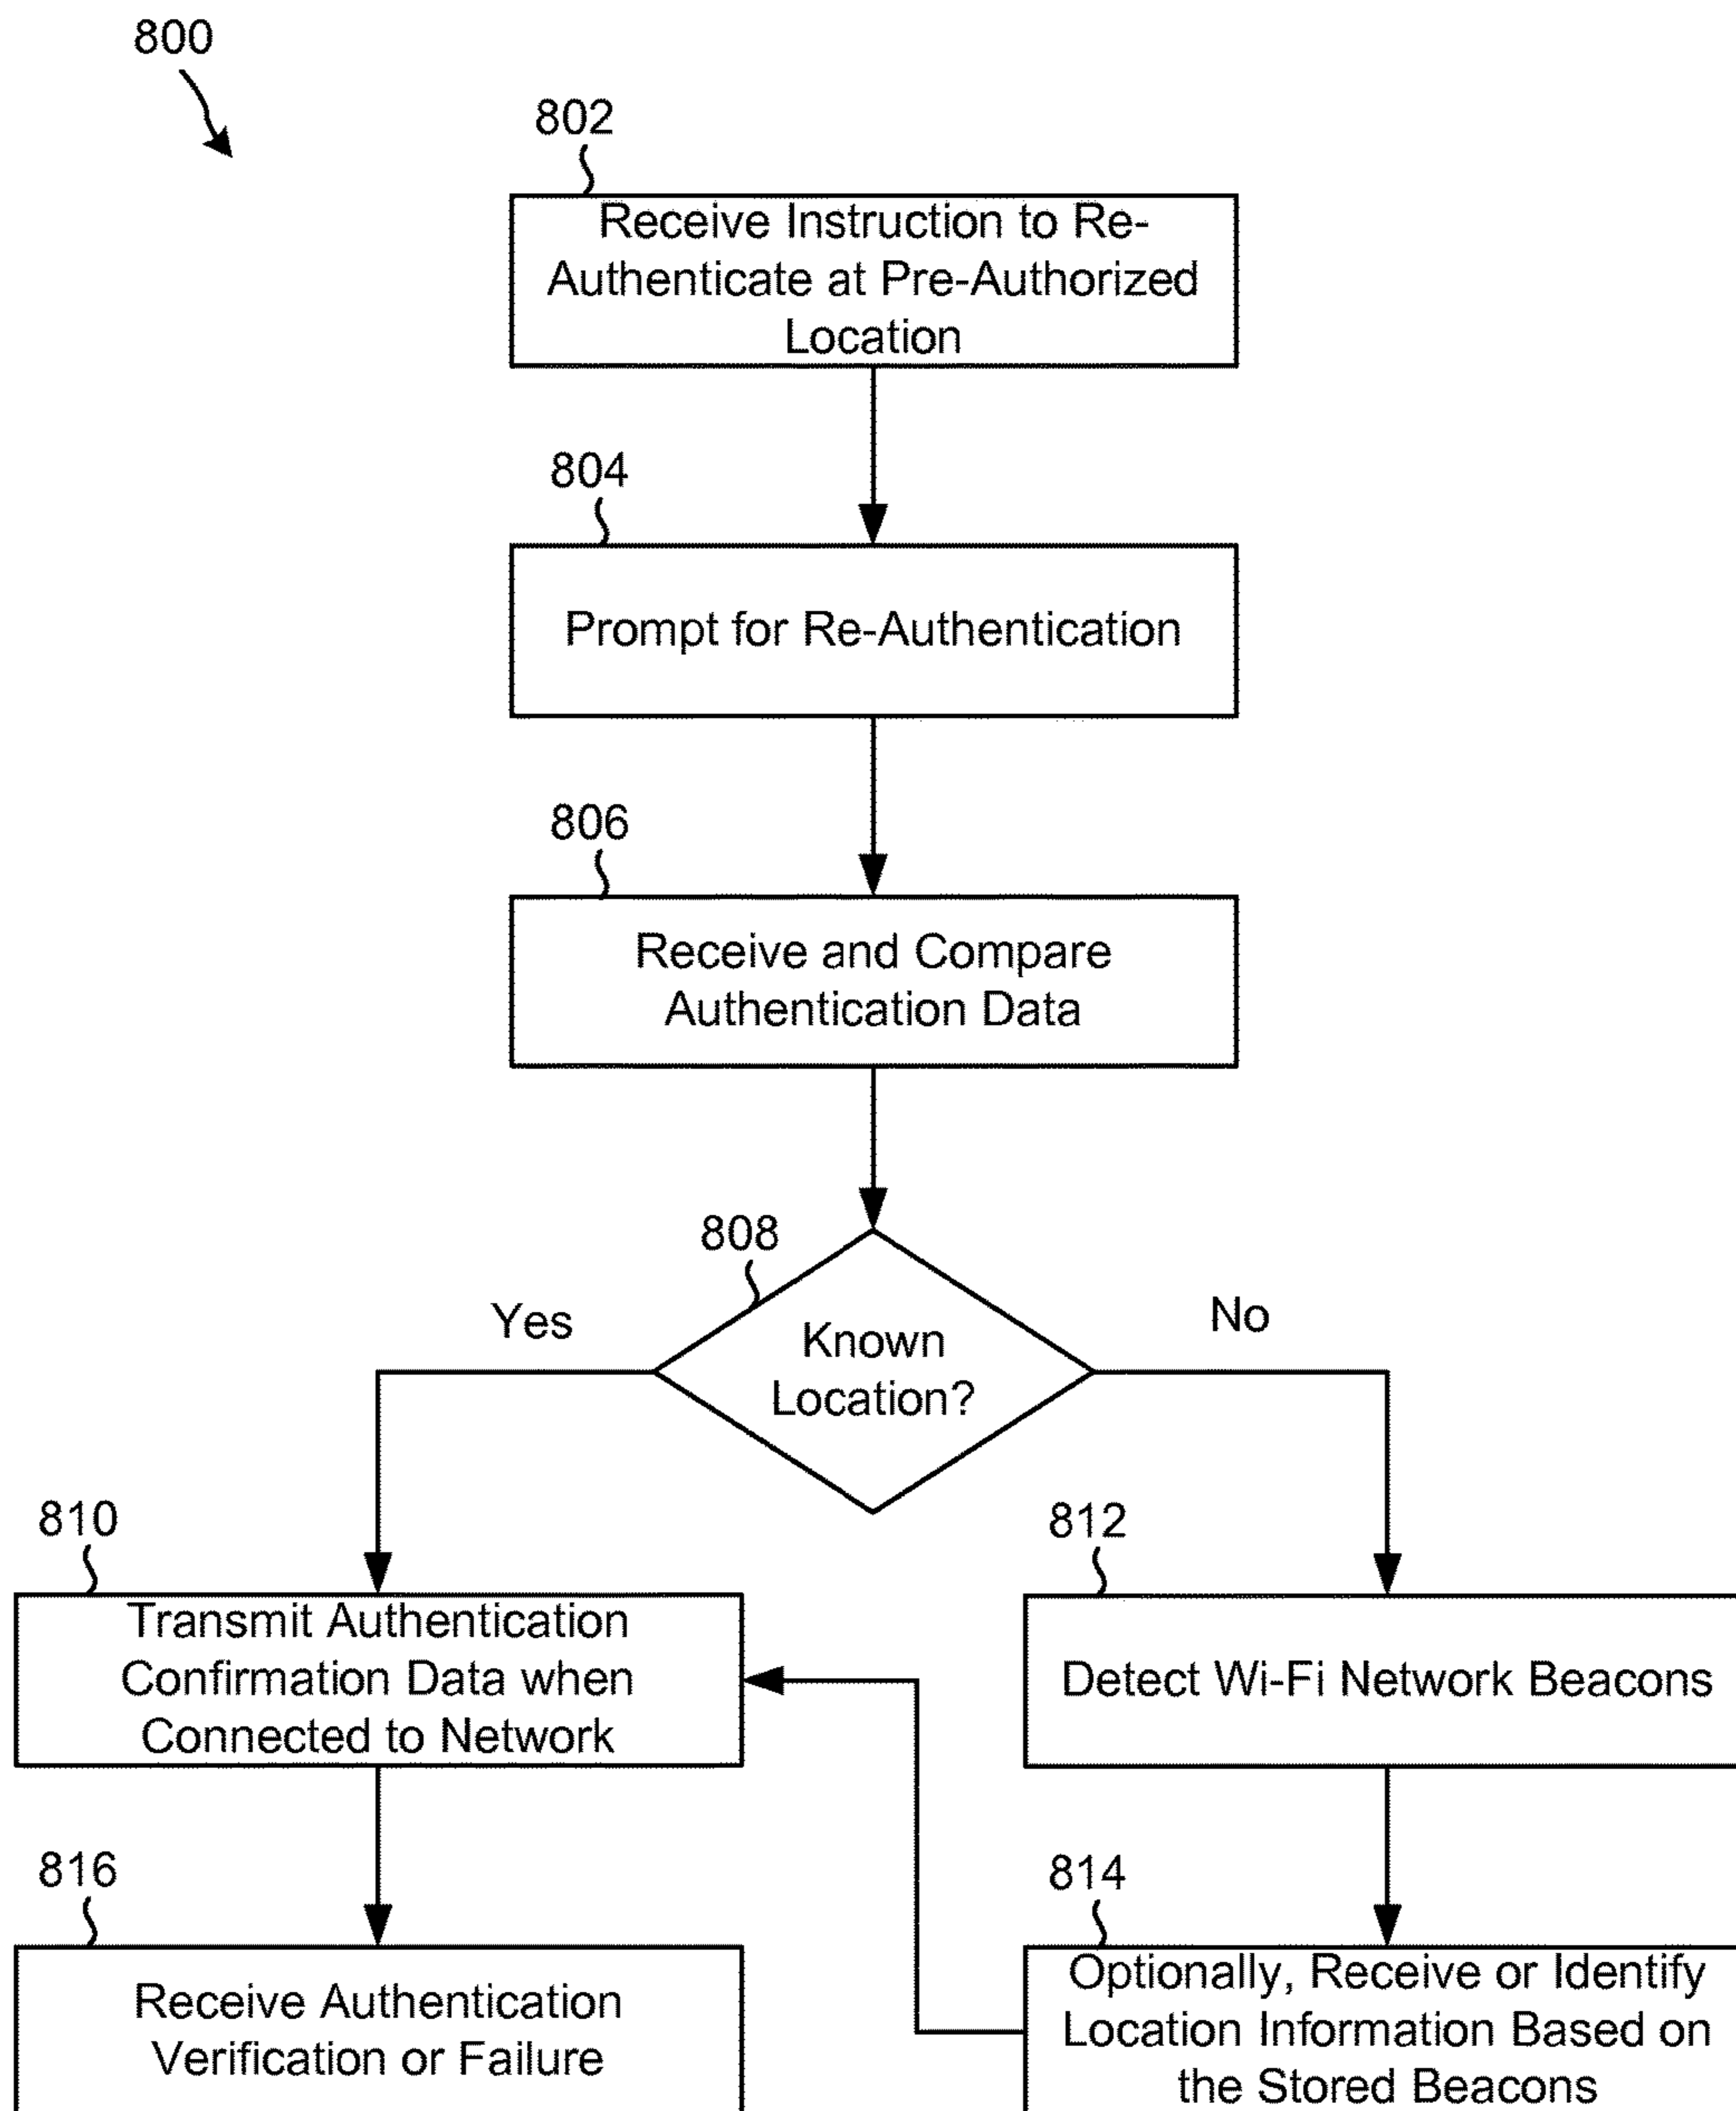 800
802
Receive Instruction to Re-
Authenticate at Pre-Authorized
Location
804
Prompt for Re-Authentication
806
Receive and Compare
Authentication Data
808
Yes
No
Known
Location?
810
Transmit Authentication
Confirmation Data when
Connected to Network
812
Detect Wi-Fi Network Beacons
816
Receive Authentication
Verification or Failure
814
Optionally, Receive or Identify
Location Information Based on
the Stored Beacons